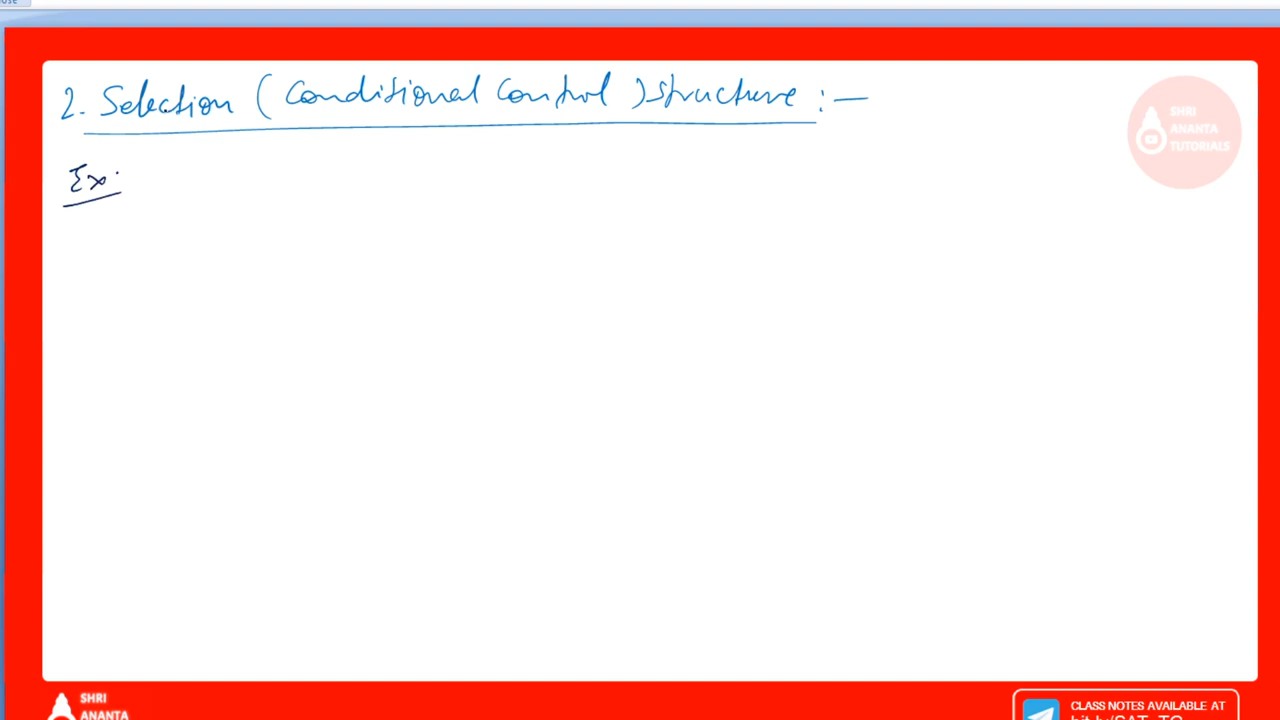 2. Selection (Conditional Control) structure :—
SHRI
ANANTA
TUTORIALS
Ex.
SHRI
ANANTA
CLASS NOTES AVAILABLE AT